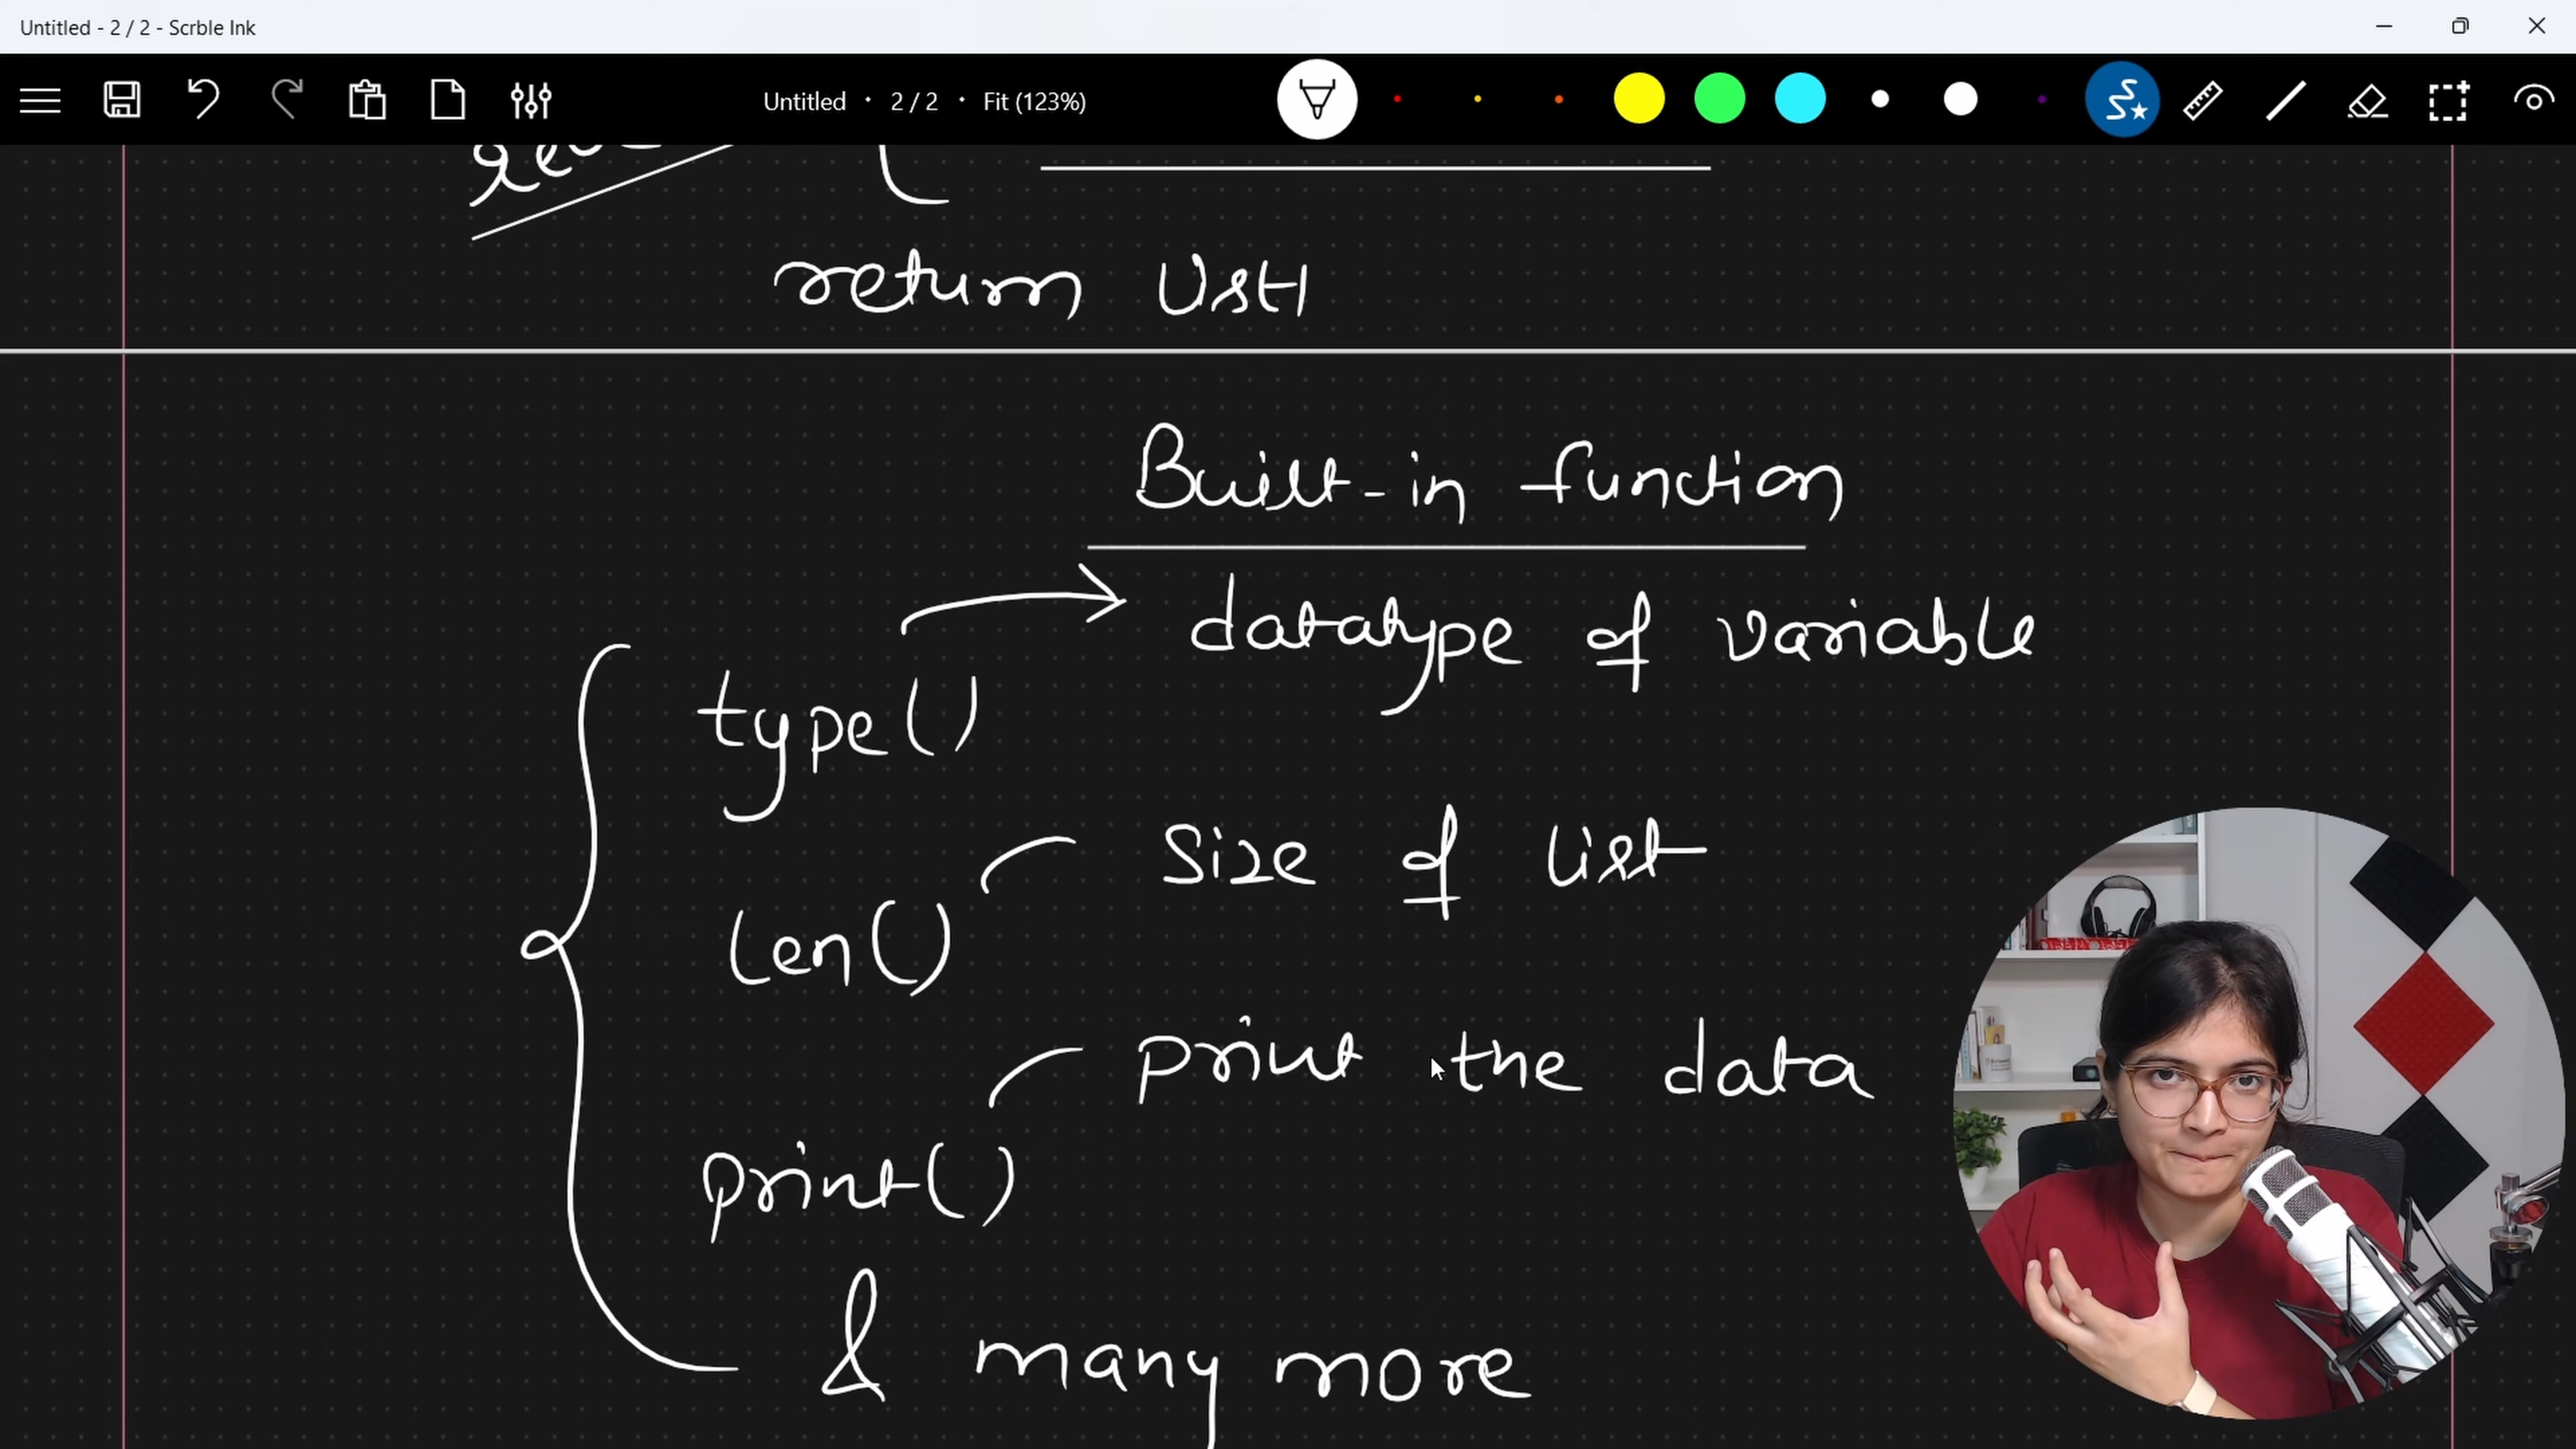 Untitled - 2 / 2 - Scrble Ink
Untitled • 2 / 2 • Fit (123%)
return list
Built-in function
datatype of variable
type()
size of list
len()
print the data
print()
& many more